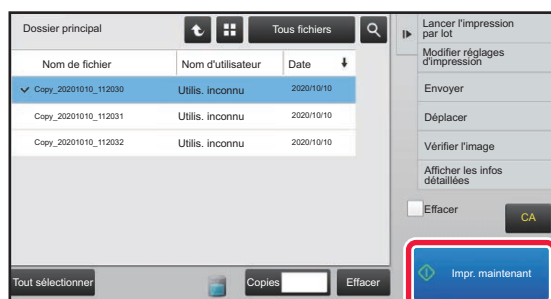 Dossier principal
Tous fichiers
Nom de fichier Nom d'utilisateur Date
Copy_20201010_112030 Utilis. inconnu 2020/10/10
Copy_20201010_112031 Utilis. inconnu 2020/10/10
Copy_20201010_112032 Utilis. inconnu 2020/10/10
Tout sélectionner
Copies
Effacer
Lancer l'impression
par lot
Modifier réglages
d'impression
Envoyer
Déplacer
Vérifier l'image
Afficher les infos
détaillées
Effacer
CA
Impr. maintenant